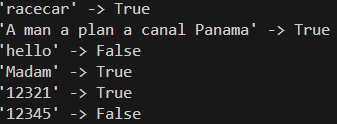 'racecar' -> True
'A man a plan a canal Panama' -> True
'hello' -> False
'Madam' -> True
'12321' -> True
'12345' -> False